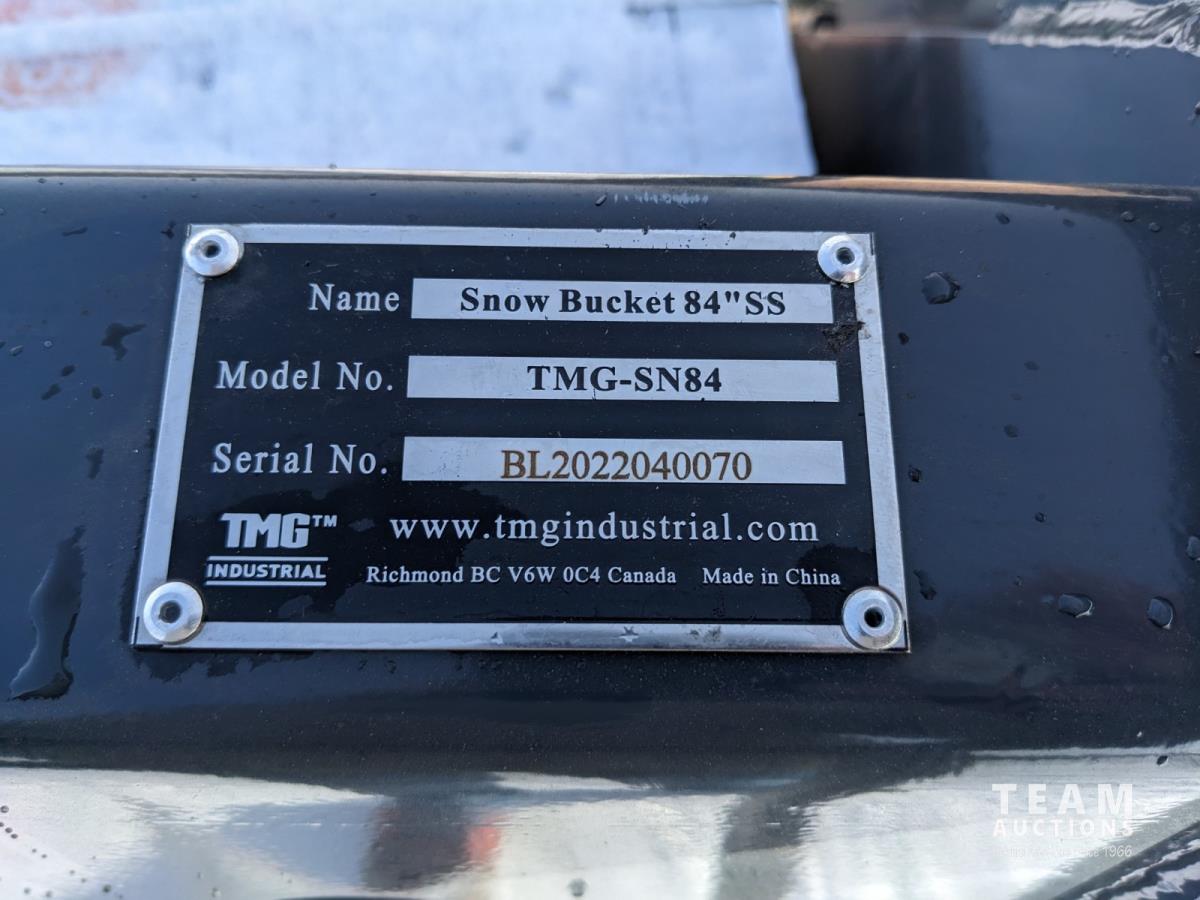 Name Snow Bucket 84"SS
Model No. TMG-SN84
Serial No. BL2022040070
TMG™ www.tmgindustrial.com
INDUSTRIAL Richmond BC V6W 0C4 Canada Made in China
TEAM
AUCTIONS
1966